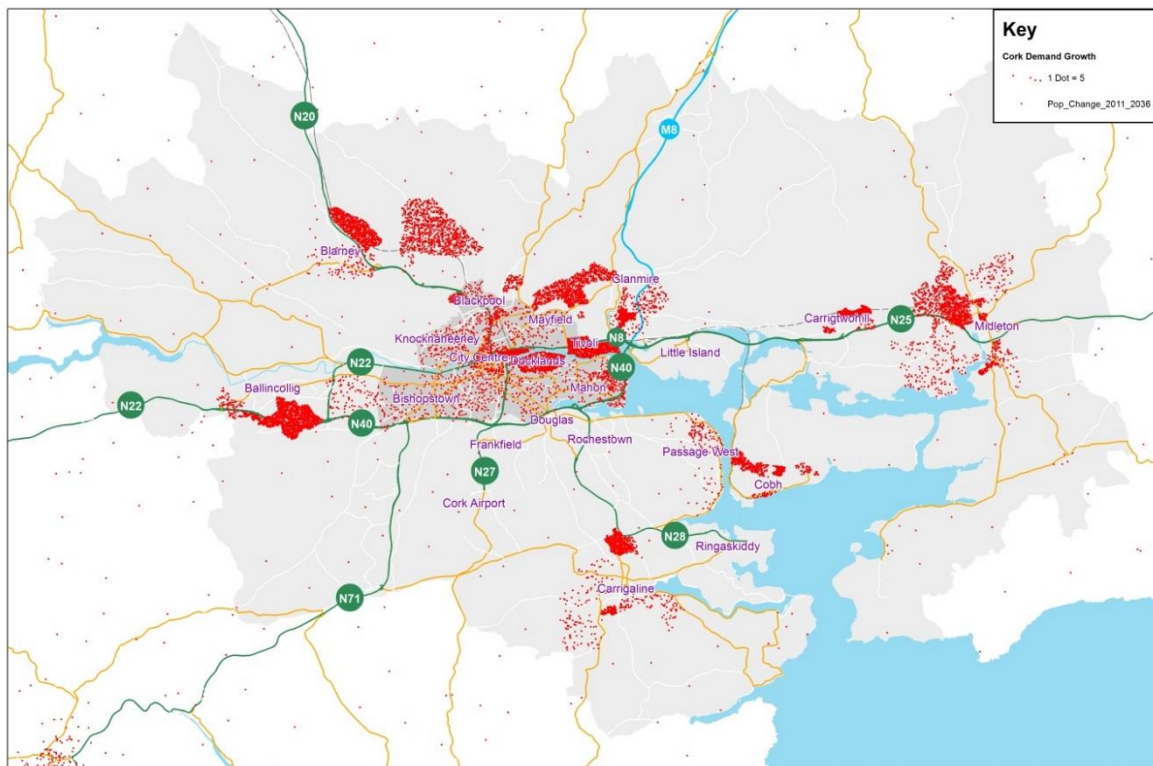 Key
Cork Demand Growth
1 Dot = 5
Pop_Change_2011_2036
N20
M8
Blarney
Glanmire
Blackpool
Mayfield
Carrigtwohill
N25
Midleton
Knocknaheeney
N8
Tivoli
Little Island
N22
City Centre
Docklands
N40
Ballincollig
Mahon
Bishopstown
N22
N40
Douglas
Rochestown
Frankfield
Passage West
N27
Cobh
Cork Airport
N28
Ringaskiddy
N71
Carrigaline